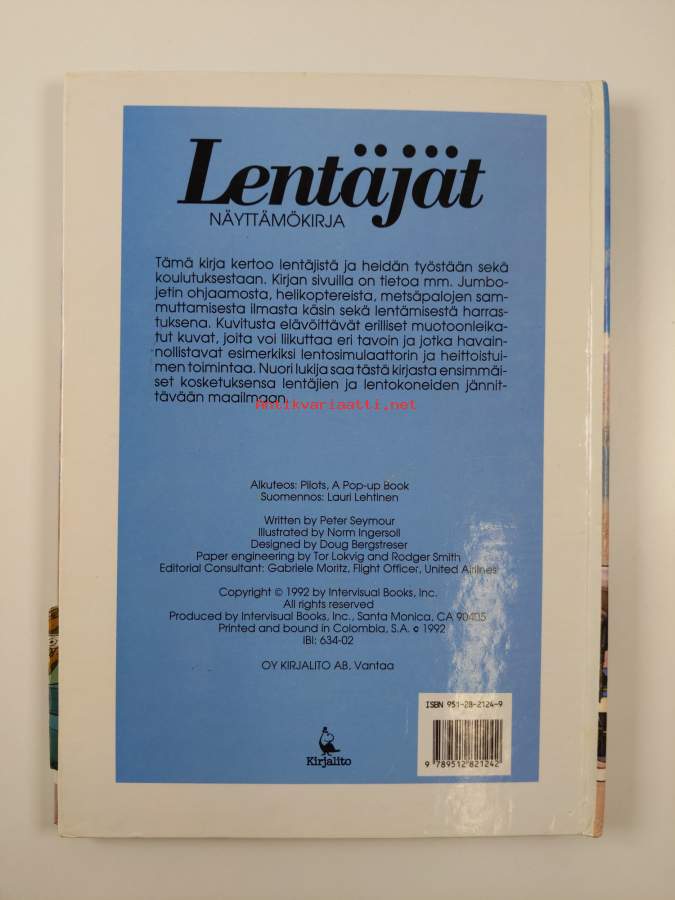 Lentäjät
NÄYTTÄMÖKIRJA
Tämä kirja kertoo lentäjistä ja heidän työstään sekä
koulutuksestaan. Kirjan sivuilla on tietoa mm. Jumbo-
jetin ohjaamosta, helikoptereista, metsäpalojen sam-
muttamisesta ilmasta käsin sekä lentämisestä harras-
tuksena. Kuvitusta elävöittävät erilliset muotoonleika-
tut kuvat, joita voi liikuttaa eri tavoin ja jotka havain-
nollistavat esimerkiksi lentosimulaattorin ja heittoistui-
men toimintaa. Nuori lukija saa tästä kirjasta ensimmäi-
set kosketuksensa lentäjien ja lentokoneiden jännit-
tävään maailmaan.
Antikvariaatti.net
Alkuteos: Pilots, A Pop-up Book
Suomennos: Lauri Lehtinen
Written by Peter Seymour
Illustrated by Norm Ingersoll
Designed by Doug Bergstreser
Paper engineering by Tor Lokvig and Rodger Smith
Editorial Consultant: Gabriele Moritz, Flight Officer, United Airlines
Copyright © 1992 by Intervisual Books, Inc.
All rights reserved
Produced by Intervisual Books, Inc., Santa Monica, CA 90405
Printed and bound in Colombia, S.A. © 1992
IBI: 634-02
OY KIRJALITO AB, Vantaa
ISBN 951-28-2124-9
9 789512 821242
Kirjalito